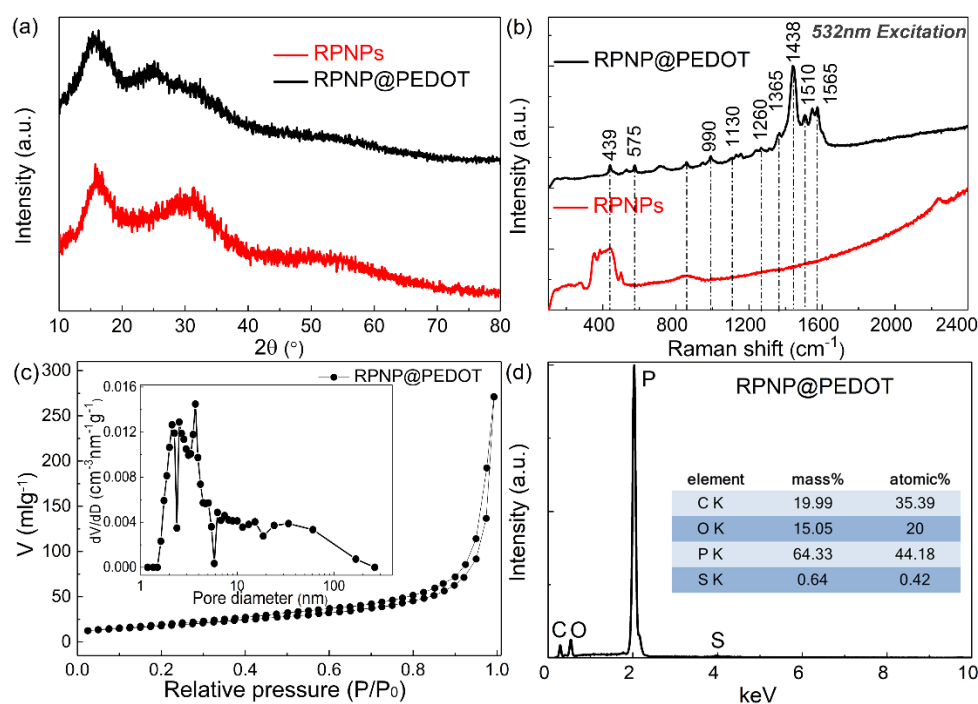 (a)
RPNPs
RPNP@PEDOT
Intensity (a.u.)
10 20 30 40 50 60 70 80
2θ (°)
(b)
532nm Excitation
RPNP@PEDOT
439
575
990
1130
1260
1365
1438
1510
1565
RPNPs
Intensity (a.u.)
400 800 1200 1600 2000 2400
Raman shift (cm-1)
(c)
RPNP@PEDOT
300
250
200
150
100
50
0
V (mlg-1)
0.016
0.012
0.008
0.004
0.000
dV/dD (cm-3nm-1g-1)
1 10 100
Pore diameter (nm)
0.0 0.2 0.4 0.6 0.8 1.0
Relative pressure (P/P0)
(d)
P
RPNP@PEDOT
element mass% atomic%
C K 19.99 35.39
O K 15.05 20
P K 64.33 44.18
S K 0.64 0.42
C O
S
Intensity (a.u.)
0 2 4 6 8 10
keV